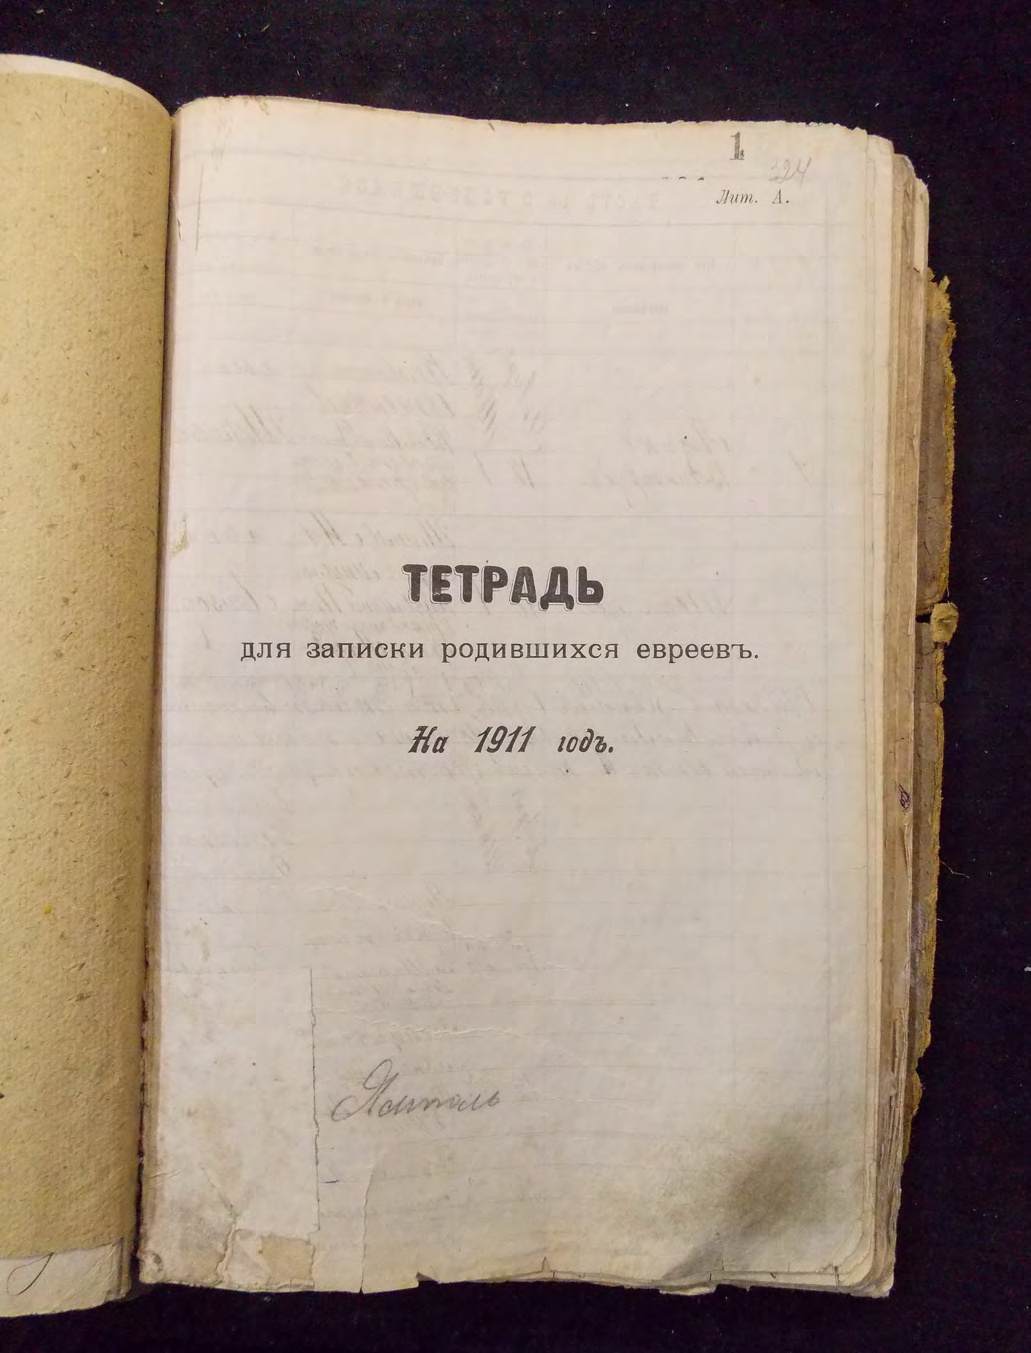 1
324
Лит. А.
ТЕТРАДЬ
для записки родившихся евреевъ.
На 1911 годъ.
Ямполь